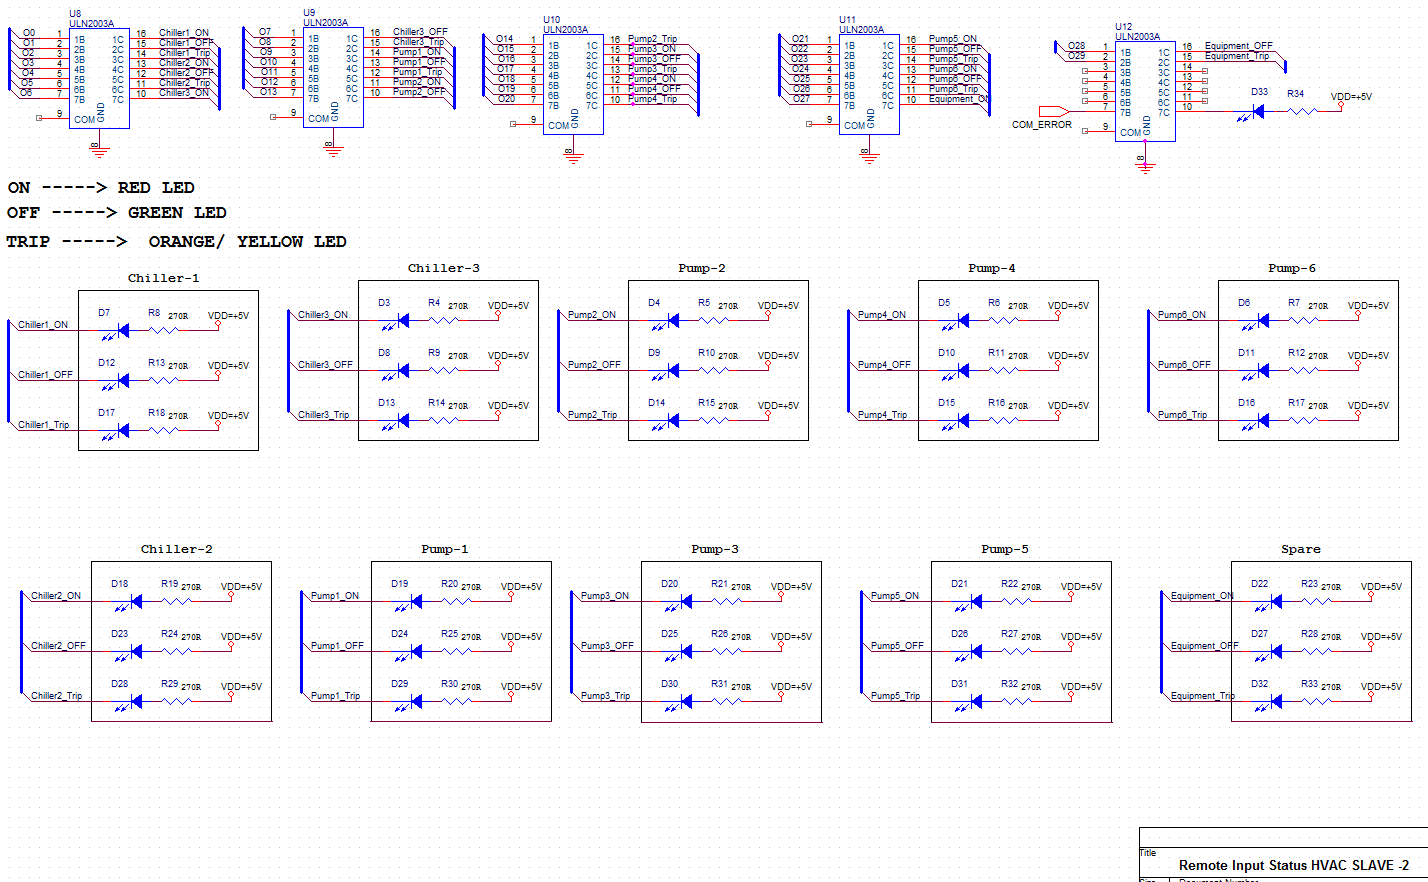 U8
ULN2003A
O0 1 1B 1C 16 Chiller1_ON
O1 2 2B 2C 15 Chiller1_OFF
O2 3 3B 3C 14 Chiller1_Trip
O3 4 4B 4C 13 Chiller2_ON
O4 5 5B 5C 12 Chiller2_OFF
O5 6 6B 6C 11 Chiller2_Trip
O6 7 7B 7C 10 Chiller3_ON
9 COM GND
8
U9
ULN2003A
O7 1 1B 1C 16 Chiller3_OFF
O8 2 2B 2C 15 Chiller3_Trip
O9 3 3B 3C 14 Pump1_ON
O10 4 4B 4C 13 Pump1_OFF
O11 5 5B 5C 12 Pump1_Trip
O12 6 6B 6C 11 Pump2_ON
O13 7 7B 7C 10 Pump2_OFF
9 COM GND
8
U10
ULN2003A
O14 1 1B 1C 16 Pump2_Trip
O15 2 2B 2C 15 Pump3_ON
O16 3 3B 3C 14 Pump3_OFF
O17 4 4B 4C 13 Pump3_Trip
O18 5 5B 5C 12 Pump4_ON
O19 6 6B 6C 11 Pump4_OFF
O20 7 7B 7C 10 Pump4_Trip
9 COM GND
8
U11
ULN2003A
O21 1 1B 1C 16 Pump5_ON
O22 2 2B 2C 15 Pump5_OFF
O23 3 3B 3C 14 Pump5_Trip
O24 4 4B 4C 13 Pump6_ON
O25 5 5B 5C 12 Pump6_OFF
O26 6 6B 6C 11 Pump6_Trip
O27 7 7B 7C 10 Equipment_ON
9 COM GND
8
U12
ULN2003A
O28 1 1B 1C 16 Equipment_OFF
O29 2 2B 2C 15 Equipment_Trip
3 3B 3C 14
4 4B 4C 13
5 5B 5C 12
6 6B 6C 11
7 7B 7C 10
COM_ERROR
9 COM GND
8
D33 R34 VDD=+5V
ON -----> RED LED
OFF -----> GREEN LED
TRIP -----> ORANGE/ YELLOW LED
Chiller-1
D7 R8 270R VDD=+5V
Chiller1_ON
D12 R13 270R VDD=+5V
Chiller1_OFF
D17 R18 270R VDD=+5V
Chiller1_Trip
Chiller-3
D3 R4 270R VDD=+5V
Chiller3_ON
D8 R9 270R VDD=+5V
Chiller3_OFF
D13 R14 270R VDD=+5V
Chiller3_Trip
Pump-2
D4 R5 270R VDD=+5V
Pump2_ON
D9 R10 270R VDD=+5V
Pump2_OFF
D14 R15 270R VDD=+5V
Pump2_Trip
Pump-4
D5 R6 270R VDD=+5V
Pump4_ON
D10 R11 270R VDD=+5V
Pump4_OFF
D15 R16 270R VDD=+5V
Pump4_Trip
Pump-6
D6 R7 270R VDD=+5V
Pump6_ON
D11 R12 270R VDD=+5V
Pump6_OFF
D16 R17 270R VDD=+5V
Pump6_Trip
Chiller-2
D18 R19 270R VDD=+5V
Chiller2_ON
D23 R24 270R VDD=+5V
Chiller2_OFF
D28 R29 270R VDD=+5V
Chiller2_Trip
Pump-1
D19 R20 270R VDD=+5V
Pump1_ON
D24 R25 270R VDD=+5V
Pump1_OFF
D29 R30 270R VDD=+5V
Pump1_Trip
Pump-3
D20 R21 270R VDD=+5V
Pump3_ON
D25 R26 270R VDD=+5V
Pump3_OFF
D30 R31 270R VDD=+5V
Pump3_Trip
Pump-5
D21 R22 270R VDD=+5V
Pump5_ON
D26 R27 270R VDD=+5V
Pump5_OFF
D31 R32 270R VDD=+5V
Pump5_Trip
Spare
D22 R23 270R VDD=+5V
Equipment_ON
D27 R28 270R VDD=+5V
Equipment_OFF
D32 R33 270R VDD=+5V
Equipment_Trip
Title
Remote Input Status HVAC SLAVE -2
Size Document Number